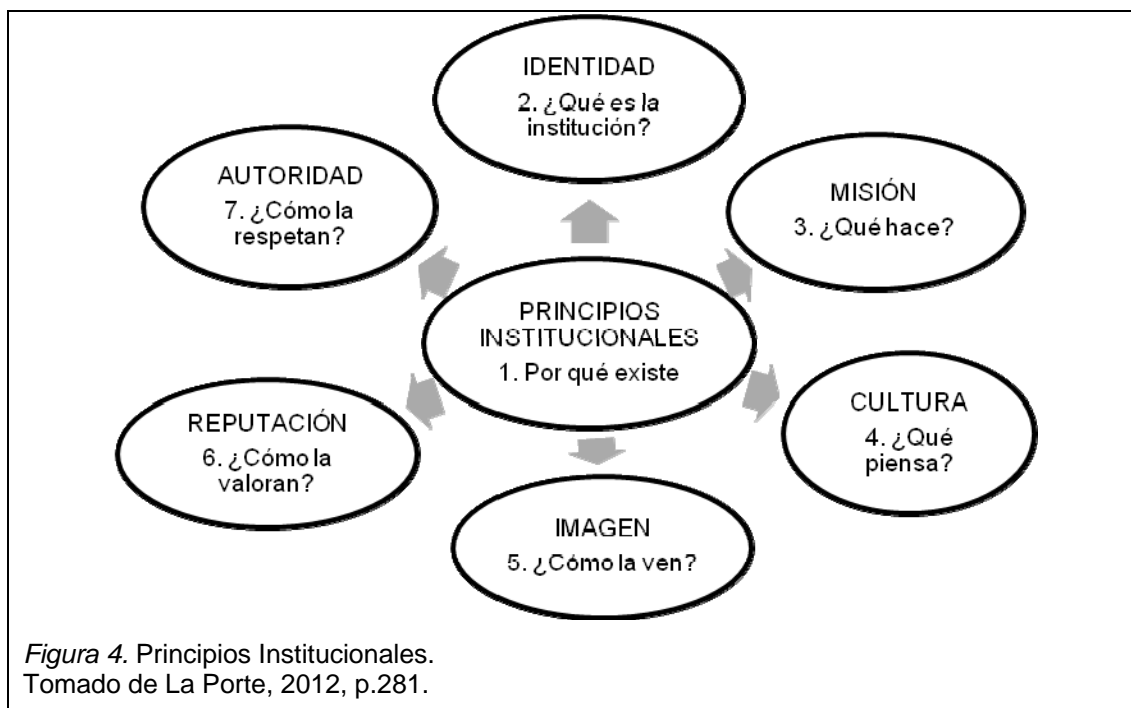 IDENTIDAD
2. ¿Qué es la
institución?
MISIÓN
3. ¿Qué hace?
CULTURA
4. ¿Qué
piensa?
IMAGEN
5. ¿Cómo la ven?
REPUTACIÓN
6. ¿Cómo la
valoran?
AUTORIDAD
7. ¿Cómo la
respetan?
PRINCIPIOS
INSTITUCIONALES
1. Por qué existe
Figura 4. Principios Institucionales.
Tomado de La Porte, 2012, p.281.